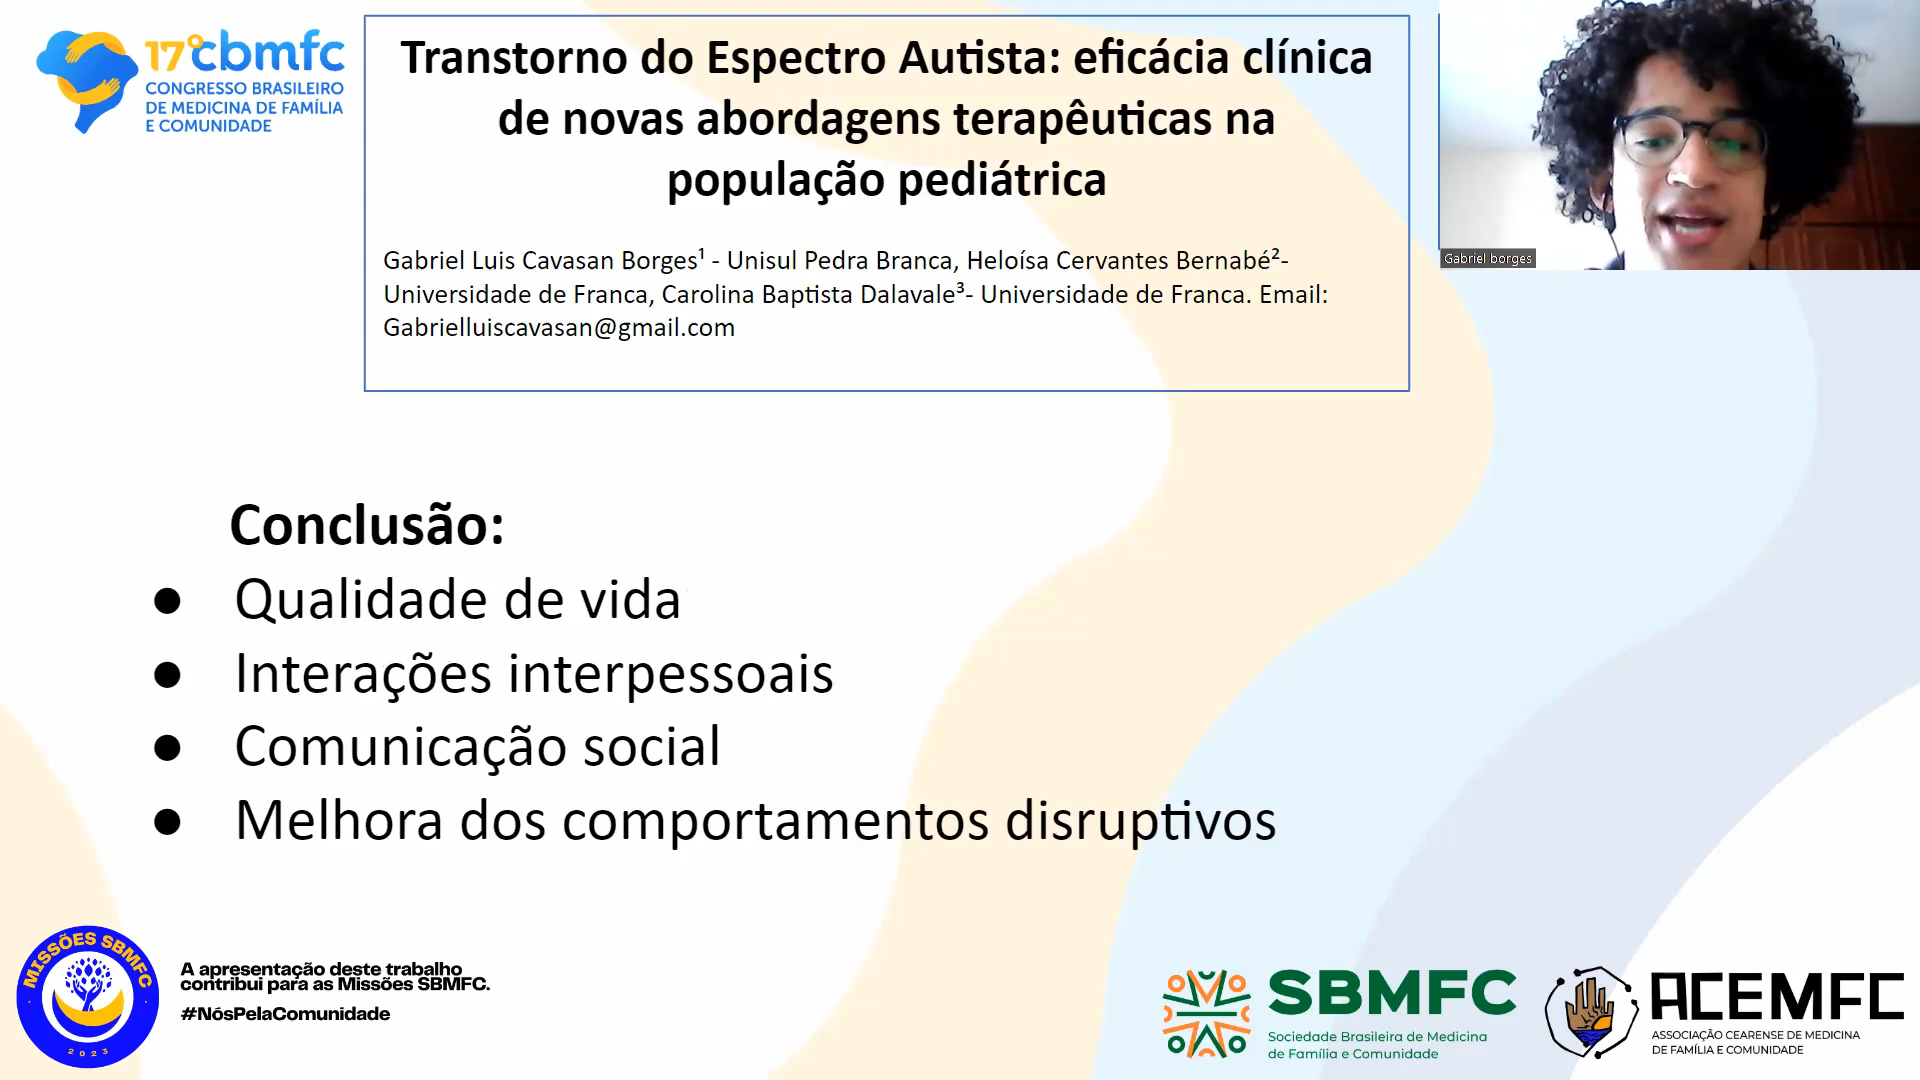 17º cbmfc
CONGRESSO BRASILEIRO
DE MEDICINA DE FAMÍLIA
E COMUNIDADE
Transtorno do Espectro Autista: eficácia clínica
de novas abordagens terapêuticas na
população pediátrica
Gabriel Luis Cavasan Borges¹ - Unisul Pedra Branca, Heloísa Cervantes Bernabé²-
Universidade de Franca, Carolina Baptista Dalavale³- Universidade de Franca. Email:
Gabrielluiscavasan@gmail.com
Gabriel borges
Conclusão:
● Qualidade de vida
● Interações interpessoais
● Comunicação social
● Melhora dos comportamentos disruptivos
MISSÕES SBMFC
2023
A apresentação deste trabalho
contribui para as Missões SBMFC.
#NósPelaComunidade
SBMFC
Sociedade Brasileira de Medicina
de Família e Comunidade
ACEMFC
ASSOCIAÇÃO CEARENSE DE MEDICINA
DE FAMÍLIA E COMUNIDADE